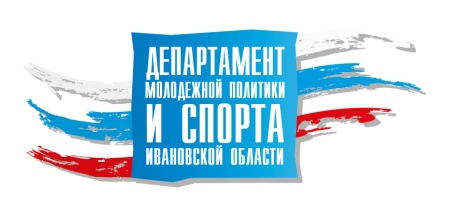 ДЕПАРТАМЕНТ
МОЛОДЕЖНОЙ ПОЛИТИКИ
И СПОРТА
ИВАНОВСКОЙ ОБЛАСТИ